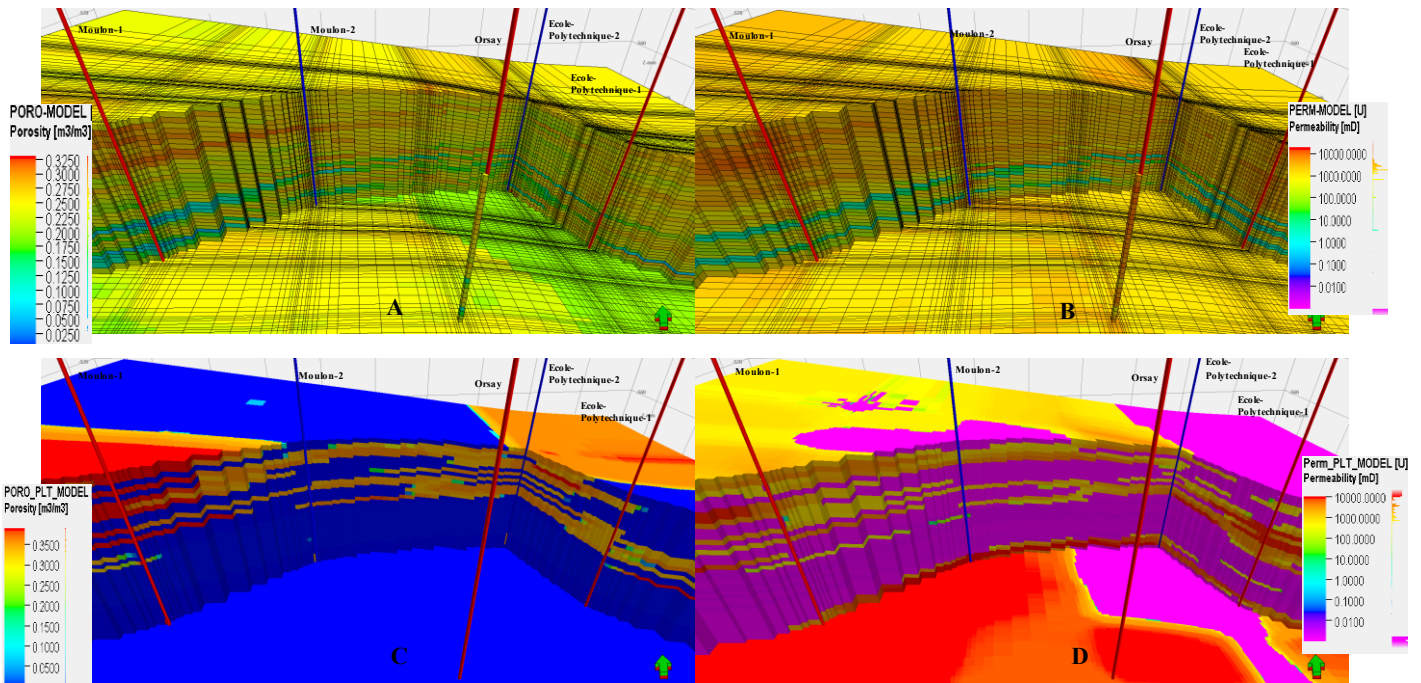 Moulon-1
Moulon-2
Orsay
Ecole-
Polytechnique-2
Ecole-
Polytechnique-1
PORO-MODEL
Porosity [m3/m3]
0.3250
0.3000
0.2750
0.2500
0.2250
0.2000
0.1750
0.1500
0.1250
0.1000
0.0750
0.0500
0.0250
A
Moulon-1
Moulon-2
Orsay
Ecole-
Polytechnique-2
Ecole-
Polytechnique-1
PERM-MODEL [U]
Permeability [mD]
10000.0000
1000.0000
100.0000
10.0000
1.0000
0.1000
0.0100
B
Moulon-1
Moulon-2
Orsay
Ecole-
Polytechnique-2
Ecole-
Polytechnique-1
PORO_PLT_MODEL
Porosity [m3/m3]
0.3500
0.3000
0.2500
0.2000
0.1500
0.1000
0.0500
C
Moulon-1
Moulon-2
Orsay
Ecole-
Polytechnique-2
Ecole-
Polytechnique-1
Perm_PLT_MODEL [U]
Permeability [mD]
10000.0000
1000.0000
100.0000
10.0000
1.0000
0.1000
0.0100
D